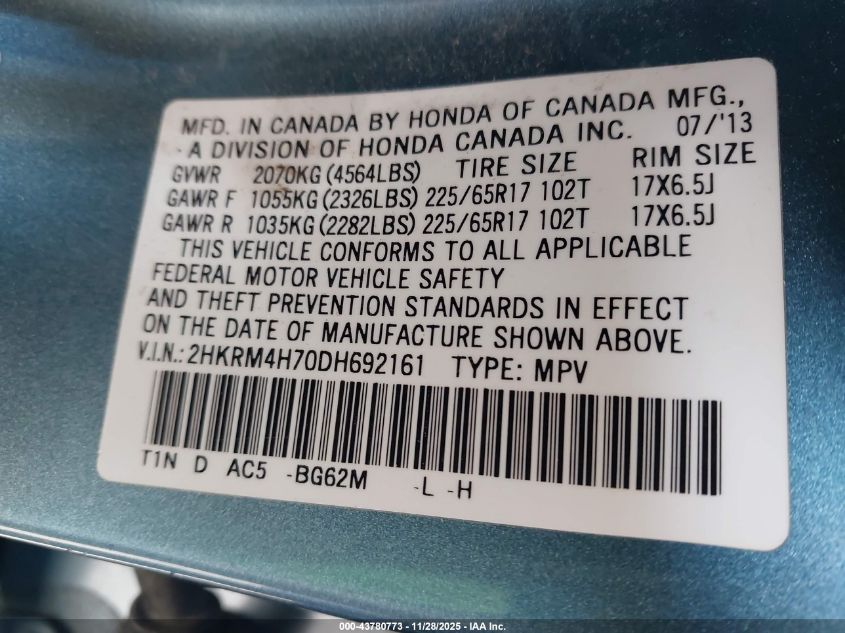 MFD. IN CANADA BY HONDA OF CANADA MFG.,
- A DIVISION OF HONDA CANADA INC. 07/'13
GVWR 2070KG(4564LBS) TIRE SIZE RIM SIZE
GAWR F 1055KG(2326LBS) 225/65R17 102T 17X6.5J
GAWR R 1035KG(2282LBS) 225/65R17 102T 17X6.5J
THIS VEHICLE CONFORMS TO ALL APPLICABLE
FEDERAL MOTOR VEHICLE SAFETY
AND THEFT PREVENTION STANDARDS IN EFFECT
ON THE DATE OF MANUFACTURE SHOWN ABOVE.
V.I.N.: 2HKRM4H70DH692161 TYPE: MPV
T1N D AC5 -BG62M -L -H
000-43780773 — 11/28/2025 — IAA Inc.